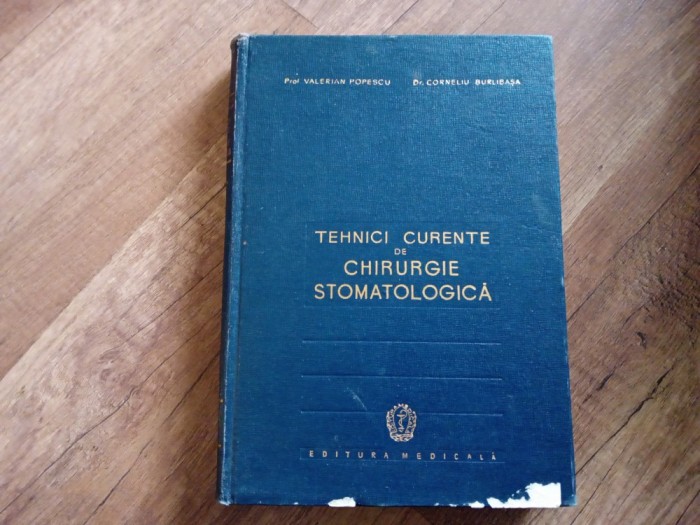 Prof VALERIAN POPESCU Dr. CORNELIU BURLIBAȘA
TEHNICI CURENTE
DE
CHIRURGIE
STOMATOLOGICĂ
EDITURA MEDICALĂ